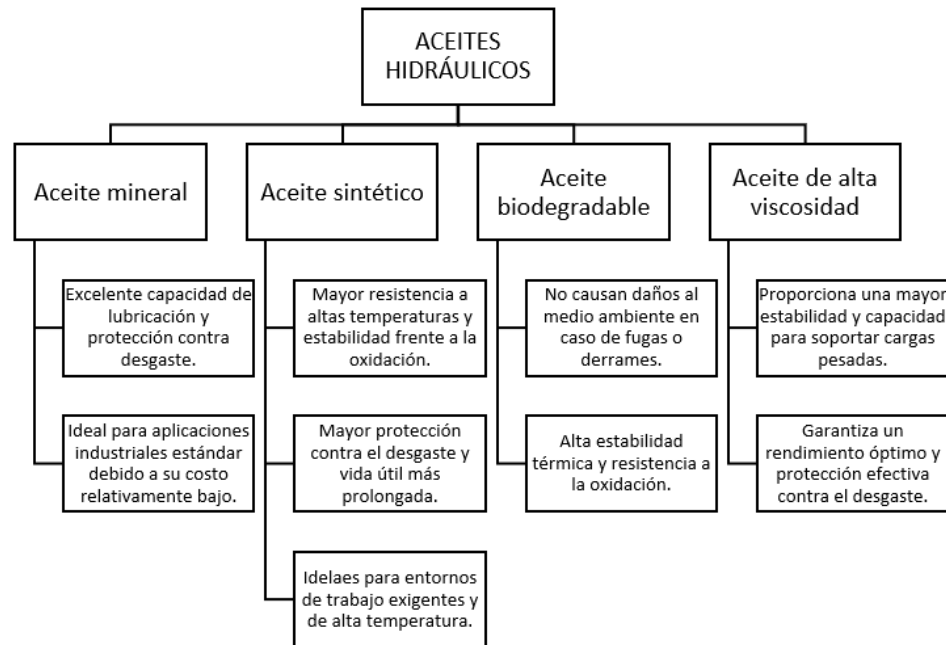 ACEITES
HIDRÁULICOS
Aceite mineral
Excelente capacidad de
lubricación y
protección contra
desgaste.
Ideal para aplicaciones
industriales estándar
debido a su costo
relativamente bajo.
Aceite sintético
Mayor resistencia a
altas temperaturas y
estabilidad frente a la
oxidación.
Mayor protección
contra el desgaste y
vida útil más
prolongada.
Idelaes para entornos
de trabajo exigentes y
de alta temperatura.
Aceite
biodegradable
No causan daños al
medio ambiente en
caso de fugas o
derrames.
Alta estabilidad
térmica y resistencia a
la oxidación.
Aceite de alta
viscosidad
Proporciona una mayor
estabilidad y capacidad
para soportar cargas
pesadas.
Garantiza un
rendimiento óptimo y
protección efectiva
contra el desgaste.